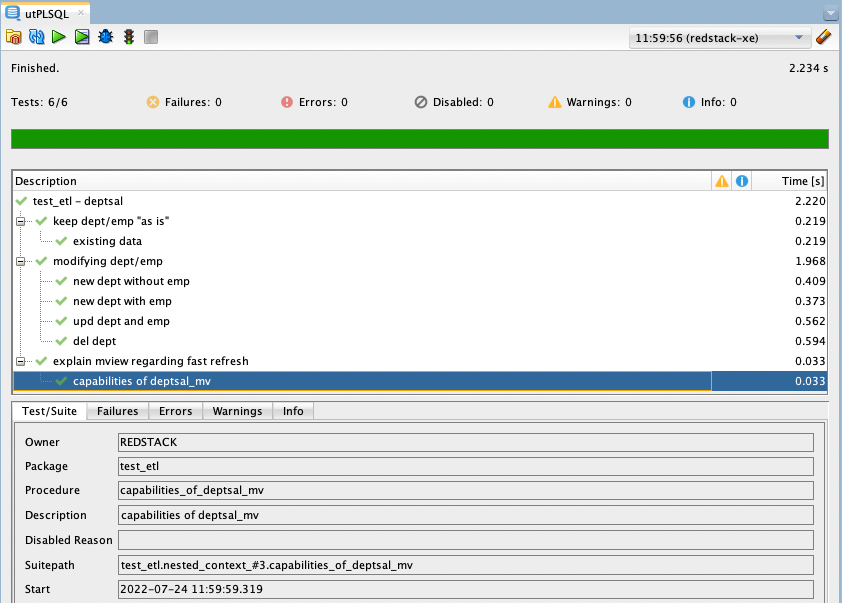 utPLSQL
11:59:56 (redstack-xe)
Finished. 2.234 s
Tests: 6/6 Failures: 0 Errors: 0 Disabled: 0 Warnings: 0 Info: 0
Description Time [s]
test_etl - deptsal 2.220
keep dept/emp "as is" 0.219
existing data 0.219
modifying dept/emp 1.968
new dept without emp 0.409
new dept with emp 0.373
upd dept and emp 0.562
del dept 0.594
explain mview regarding fast refresh 0.033
capabilities of deptsal_mv 0.033
Test/Suite Failures Errors Warnings Info
Owner REDSTACK
Package test_etl
Procedure capabilities_of_deptsal_mv
Description capabilities of deptsal_mv
Disabled Reason
Suitepath test_etl.nested_context_#3.capabilities_of_deptsal_mv
Start 2022-07-24 11:59:59.319